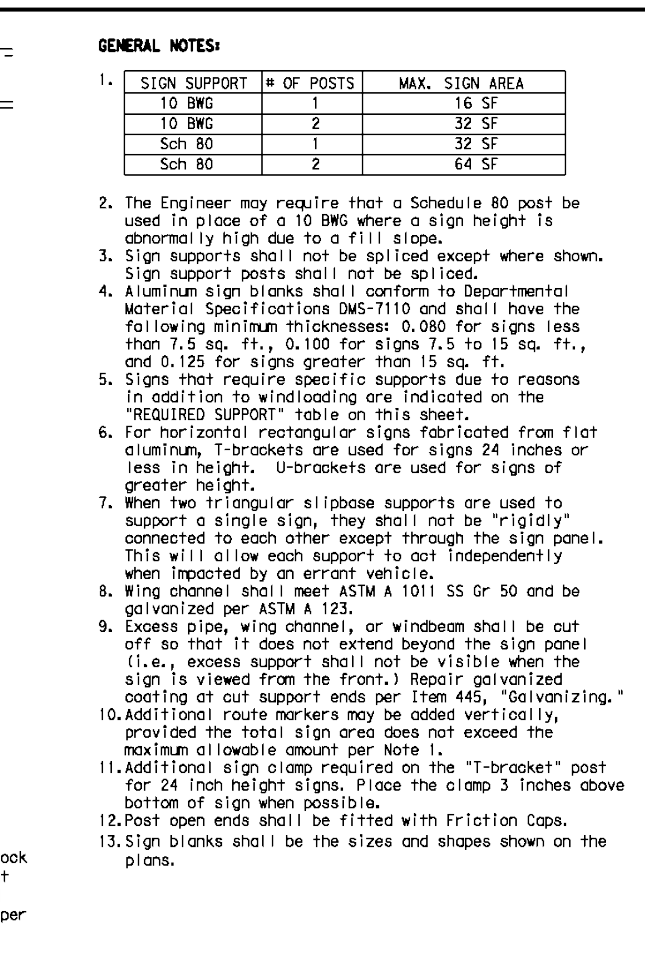 GENERAL NOTES:
1. SIGN SUPPORT # OF POSTS MAX. SIGN AREA
10 BWG 1 16 SF
10 BWG 2 32 SF
Sch 80 1 32 SF
Sch 80 2 64 SF
2. The Engineer may require that a Schedule 80 post be
used in place of a 10 BWG where a sign height is
abnormally high due to a fill slope.
3. Sign supports shall not be spliced except where shown.
Sign support posts shall not be spliced.
4. Aluminum sign blanks shall conform to Departmental
Material Specifications DMS-7110 and shall have the
following minimum thicknesses: 0.080 for signs less
than 7.5 sq. ft., 0.100 for signs 7.5 to 15 sq. ft.,
and 0.125 for signs greater than 15 sq. ft.
5. Signs that require specific supports due to reasons
in addition to windloading are indicated on the
"REQUIRED SUPPORT" table on this sheet.
6. For horizontal rectangular signs fabricated from flat
aluminum, T-brackets are used for signs 24 inches or
less in height. U-brackets are used for signs of
greater height.
7. When two triangular slipbase supports are used to
support a single sign, they shall not be "rigidly"
connected to each other except through the sign panel.
This will allow each support to act independently
when impacted by an errant vehicle.
8. Wing channel shall meet ASTM A 1011 SS Gr 50 and be
galvanized per ASTM A 123.
9. Excess pipe, wing channel, or windbeam shall be cut
off so that it does not extend beyond the sign panel
(i.e., excess support shall not be visible when the
sign is viewed from the front.) Repair galvanized
coating at cut support ends per Item 445, "Galvanizing."
10. Additional route markers may be added vertically,
provided the total sign area does not exceed the
maximum allowable amount per Note 1.
11. Additional sign clamp required on the "T-bracket" post
for 24 inch height signs. Place the clamp 3 inches above
bottom of sign when possible.
12. Post open ends shall be fitted with Friction Caps.
13. Sign blanks shall be the sizes and shapes shown on the
plans.
ock
t
per